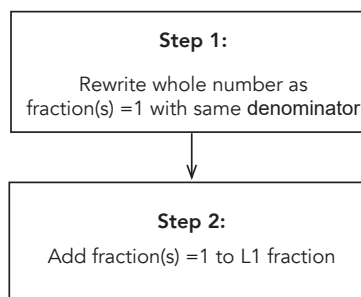 Step 1:
Rewrite whole number as
fraction(s) =1 with same denominator
Step 2:
Add fraction(s) =1 to L1 fraction